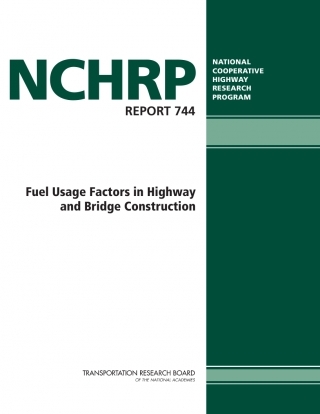 NCHRP
REPORT 744
NATIONAL
COOPERATIVE
HIGHWAY
RESEARCH
PROGRAM
Fuel Usage Factors in Highway
and Bridge Construction
TRANSPORTATION RESEARCH BOARD
OF THE NATIONAL ACADEMIES